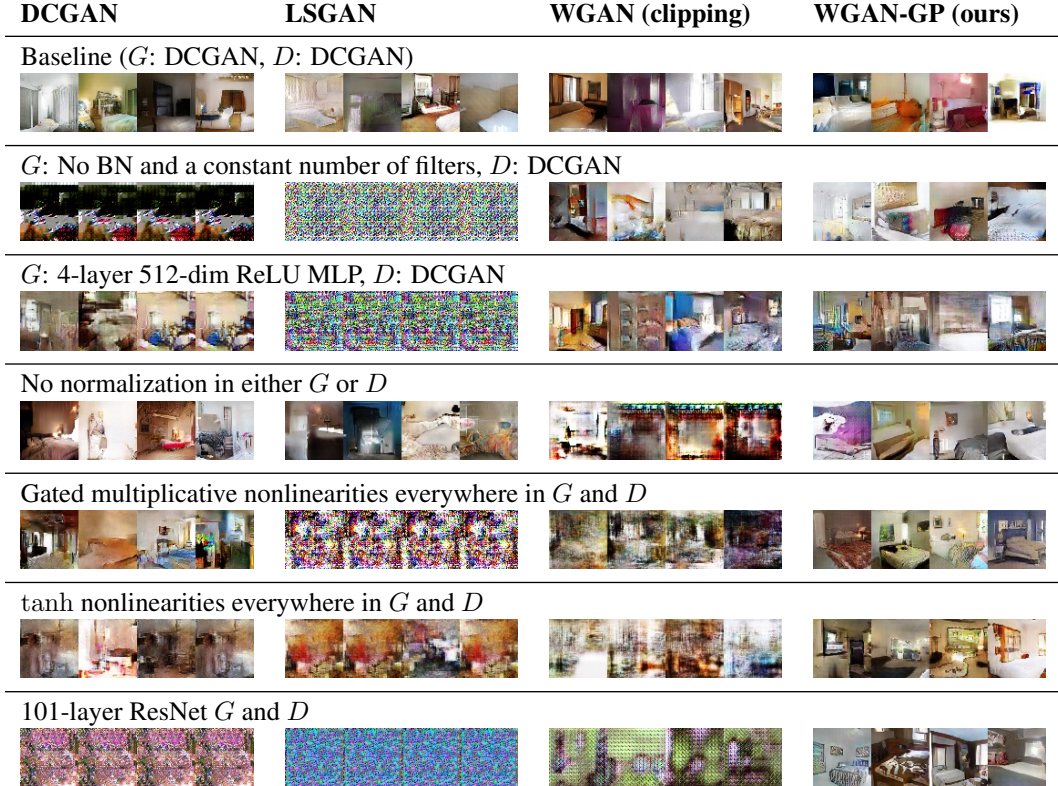 DCGAN LSGAN WGAN (clipping) WGAN-GP (ours)
Baseline (G: DCGAN, D: DCGAN)
G: No BN and a constant number of filters, D: DCGAN
G: 4-layer 512-dim ReLU MLP, D: DCGAN
No normalization in either G or D
Gated multiplicative nonlinearities everywhere in G and D
tanh nonlinearities everywhere in G and D
101-layer ResNet G and D